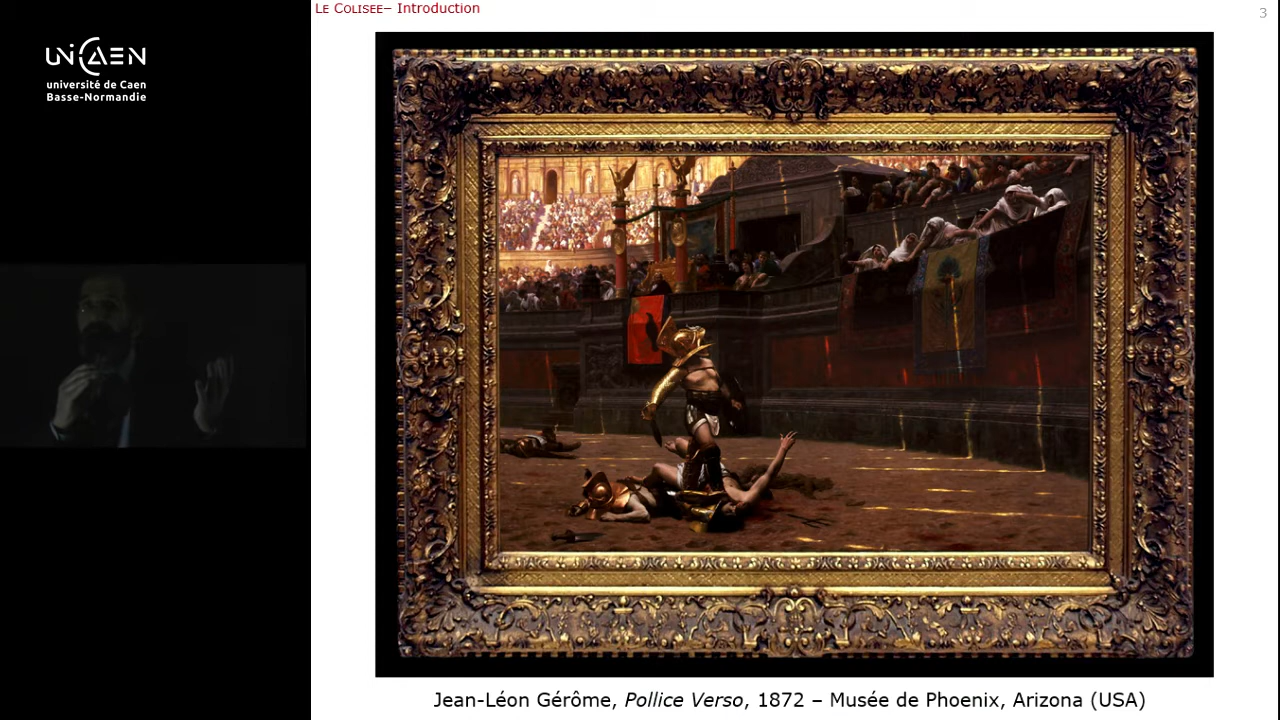 LE COLISEE– Introduction
3
UNICAEN
université de Caen
Basse-Normandie
Jean-Léon Gérôme, Pollice Verso, 1872 – Musée de Phoenix, Arizona (USA)